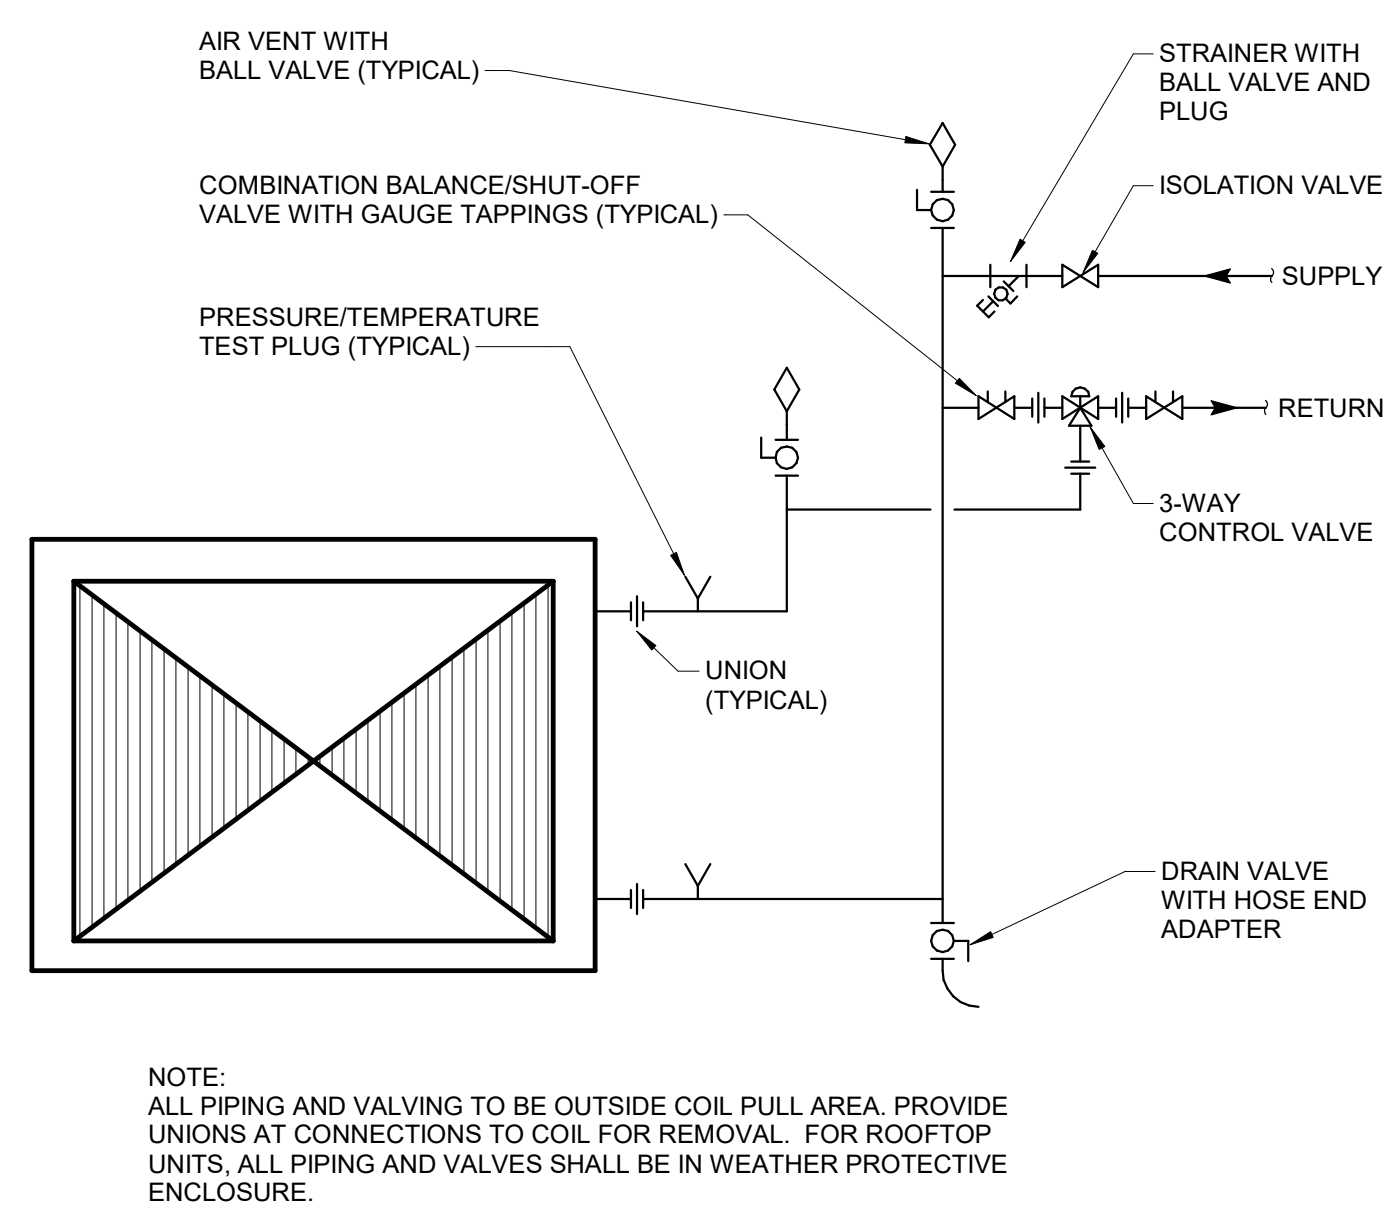 AIR VENT WITH
BALL VALVE (TYPICAL)
STRAINER WITH
BALL VALVE AND
PLUG
COMBINATION BALANCE/SHUT-OFF
VALVE WITH GAUGE TAPPINGS (TYPICAL)
ISOLATION VALVE
SUPPLY
PRESSURE/TEMPERATURE
TEST PLUG (TYPICAL)
RETURN
3-WAY
CONTROL VALVE
UNION
(TYPICAL)
DRAIN VALVE
WITH HOSE END
ADAPTER
NOTE:
ALL PIPING AND VALVING TO BE OUTSIDE COIL PULL AREA. PROVIDE
UNIONS AT CONNECTIONS TO COIL FOR REMOVAL. FOR ROOFTOP
UNITS, ALL PIPING AND VALVES SHALL BE IN WEATHER PROTECTIVE
ENCLOSURE.